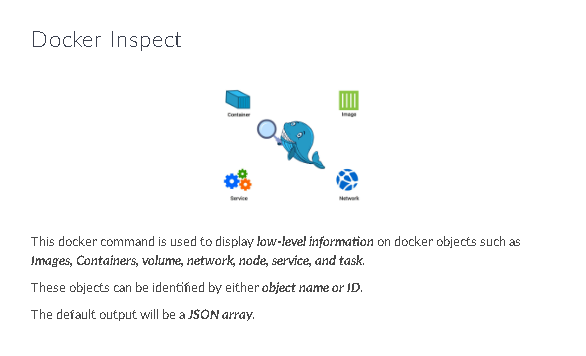 Docker Inspect
Container
Image
Service
Network
This docker command is used to display low-level information on docker objects such as
Images, Containers, volume, network, node, service, and task.
These objects can be identified by either object name or ID.
The default output will be a JSON array.